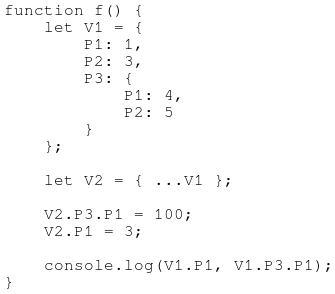 function f() {
    let V1 = {
        P1: 1,
        P2: 3,
        P3: {
            P1: 4,
            P2: 5
        }
    };

    let V2 = { ...V1 };

    V2.P3.P1 = 100;
    V2.P1 = 3;

    console.log(V1.P1, V1.P3.P1);
}